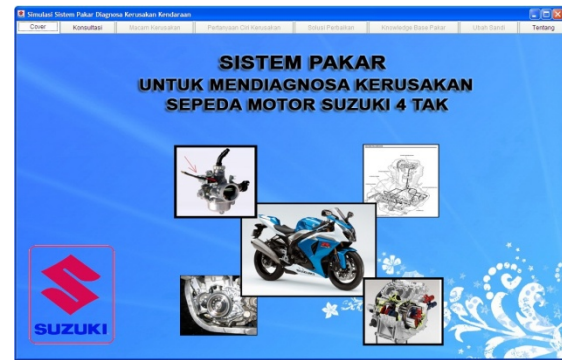 Simulasi Sistem Pakar Diagnosa Kerusakan Kendaraan
Cover Konsultasi Macam Kerusakan Pertanyaan Ciri Kerusakan Solusi Perbaikan Knowledge Base Pakar Ubah Sandi Tentang
SISTEM PAKAR
UNTUK MENDIAGNOSA KERUSAKAN
SEPEDA MOTOR SUZUKI 4 TAK
SUZUKI